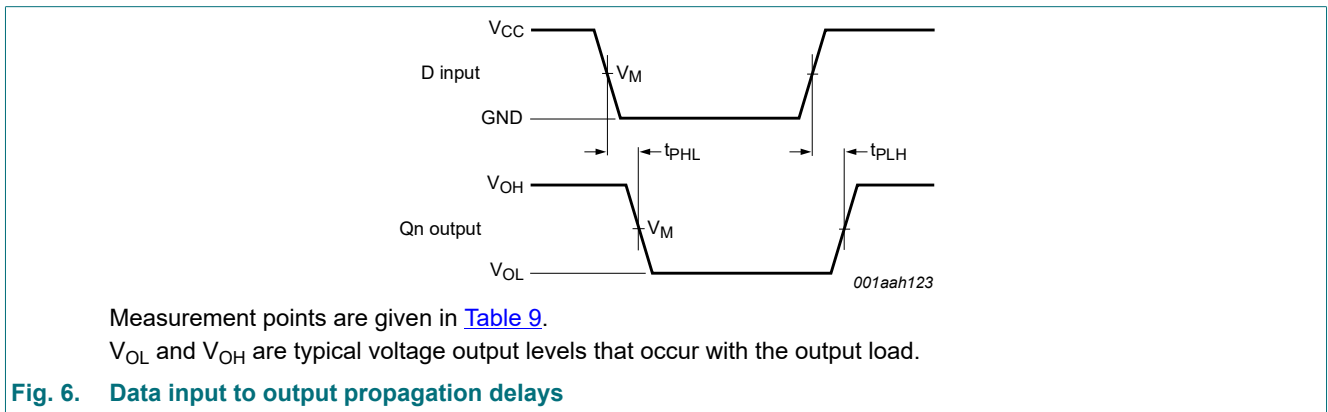 VCC
D input
VM
GND
tPHL
tPLH
VOH
Qn output
VM
VOL
001aah123
Measurement points are given in Table 9.
VOL and VOH are typical voltage output levels that occur with the output load.
Fig. 6. Data input to output propagation delays